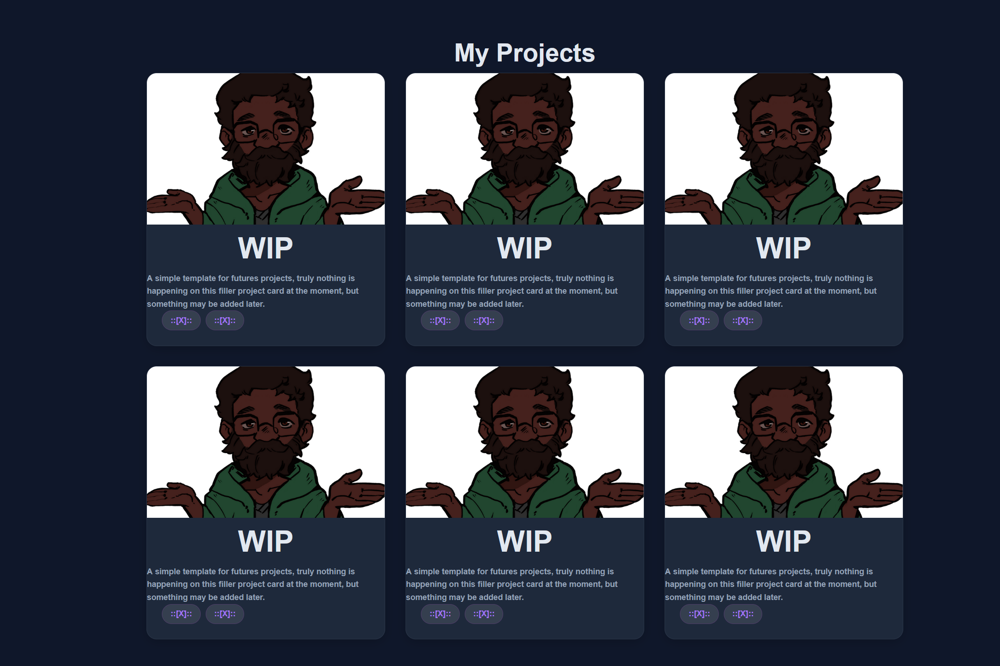 My Projects
WIP
A simple template for futures projects, truly nothing is
happening on this filler project card at the moment, but
something may be added later.
::[X]:: ::[X]::
WIP
A simple template for futures projects, truly nothing is
happening on this filler project card at the moment, but
something may be added later.
::[X]:: ::[X]::
WIP
A simple template for futures projects, truly nothing is
happening on this filler project card at the moment, but
something may be added later.
::[X]:: ::[X]::
WIP
A simple template for futures projects, truly nothing is
happening on this filler project card at the moment, but
something may be added later.
::[X]:: ::[X]::
WIP
A simple template for futures projects, truly nothing is
happening on this filler project card at the moment, but
something may be added later.
::[X]:: ::[X]::
WIP
A simple template for futures projects, truly nothing is
happening on this filler project card at the moment, but
something may be added later.
::[X]:: ::[X]::